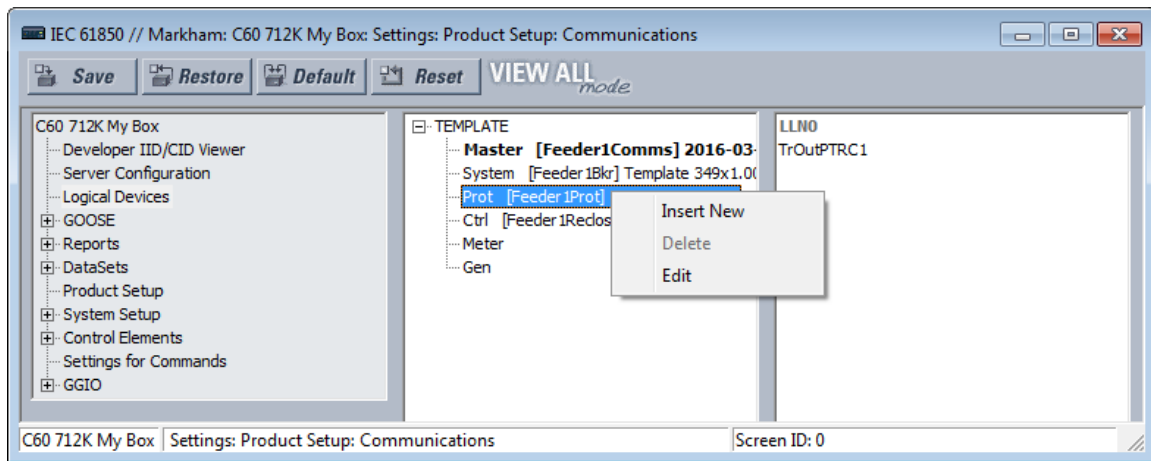 IEC 61850 // Markham: C60 712K My Box: Settings: Product Setup: Communications
Save Restore Default Reset VIEW ALL mode
C60 712K My Box
Developer IID/CID Viewer
Server Configuration
Logical Devices
GOOSE
Reports
DataSets
Product Setup
System Setup
Control Elements
Settings for Commands
GGIO
TEMPLATE
Master [Feeder1Comms] 2016-03-
System [Feeder1Bkr] Template 349x1.00
Prot [Feeder1Prot]
Ctrl [Feeder1Reclos
Meter
Gen
Insert New
Delete
Edit
LLN0
TrOutPTRC1
C60 712K My Box Settings: Product Setup: Communications Screen ID: 0